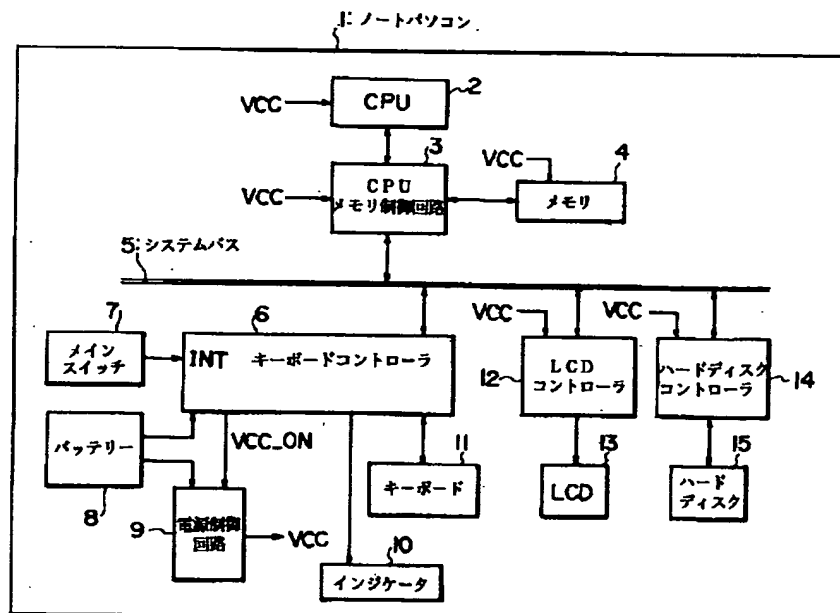 1:ノートパソコン
VCC
CPU
2
3
VCC
CPU
メモリ制御回路
VCC
4
メモリ
5:システムバス
7
メイン
スイッチ
6
INT キーボードコントローラ
VCC
12
LCD
コントローラ
VCC
ハードディスク
コントローラ
14
バッテリー
8
VCC_ON
9
電源制御
回路
VCC
11
キーボード
10
インジケータ
13
LCD
15
ハード
ディスク